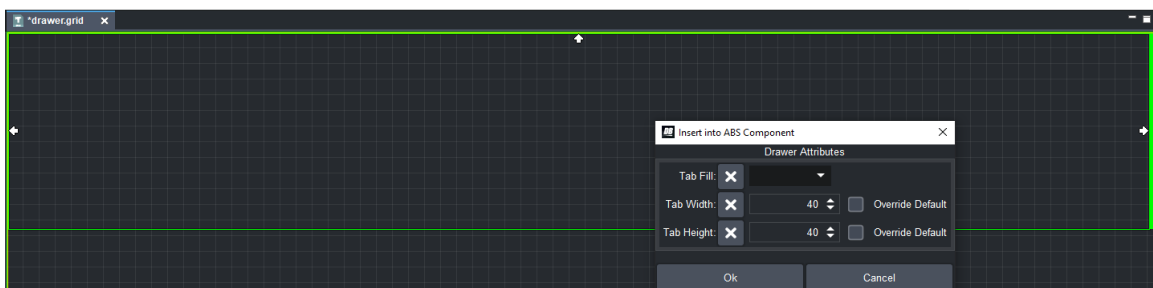 *drawer.grid
Insert into ABS Component
Drawer Attributes
Tab Fill:
Tab Width: 40 Override Default
Tab Height: 40 Override Default
Ok Cancel